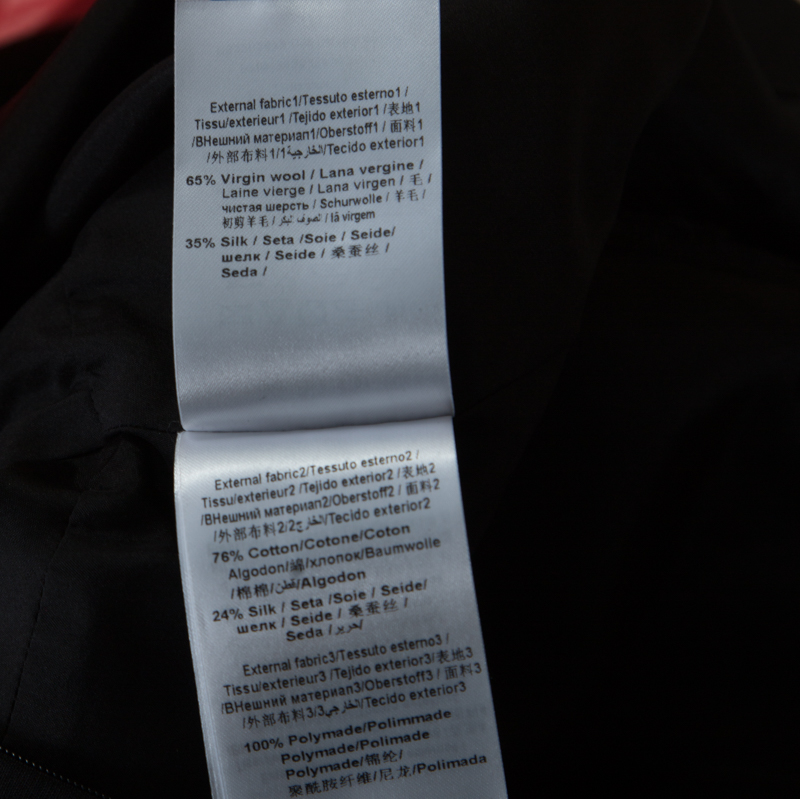 External fabric1/Tessuto esterno1 /
Tissu/exterieur1 /Tejido exterior1 /表地1
/ВНешний материал1/Oberstoff1 / 面料1
/外部布料1/1الخارجية/Tecido exterior1
65% Virgin wool / Lana vergine /
Laine vierge / Lana virgen / 毛 /
чистая шерсть / Schurwolle / 羊毛 /
初剪羊毛 / / lã virgem
35% Silk / Seta /Soie / Seide/
шелк / Seide / 桑蚕丝 /
Seda /
External fabric2/Tessuto esterno2 /
Tissu/exterieur2 /Tejido exterior2 /表地2
/ВНешний материал2/Oberstoff2 / 面料2
/外部布料2/2الخارج/Tecido exterior2
76% Cotton/Cotone/Coton
Algodon/綿/хлопок/Baumwolle
/棉棉/قطن/Algodon
24% Silk / Seta /Soie / Seide/
шелк / Seide / 桑蚕丝 /
Seda / حرير/
External fabric3/Tessuto esterno3 /
Tissu/exterieur3 /Tejido exterior3/表地3
/ВНешний материал3/Oberstoff3 / 面料3
/外部布料3/3الخارجي/Tecido exterior3
100% Polymade/Polimmade
Polymade/Polimade
Polymade/锦纶/
聚酰胺纤维/尼龙/Polimada